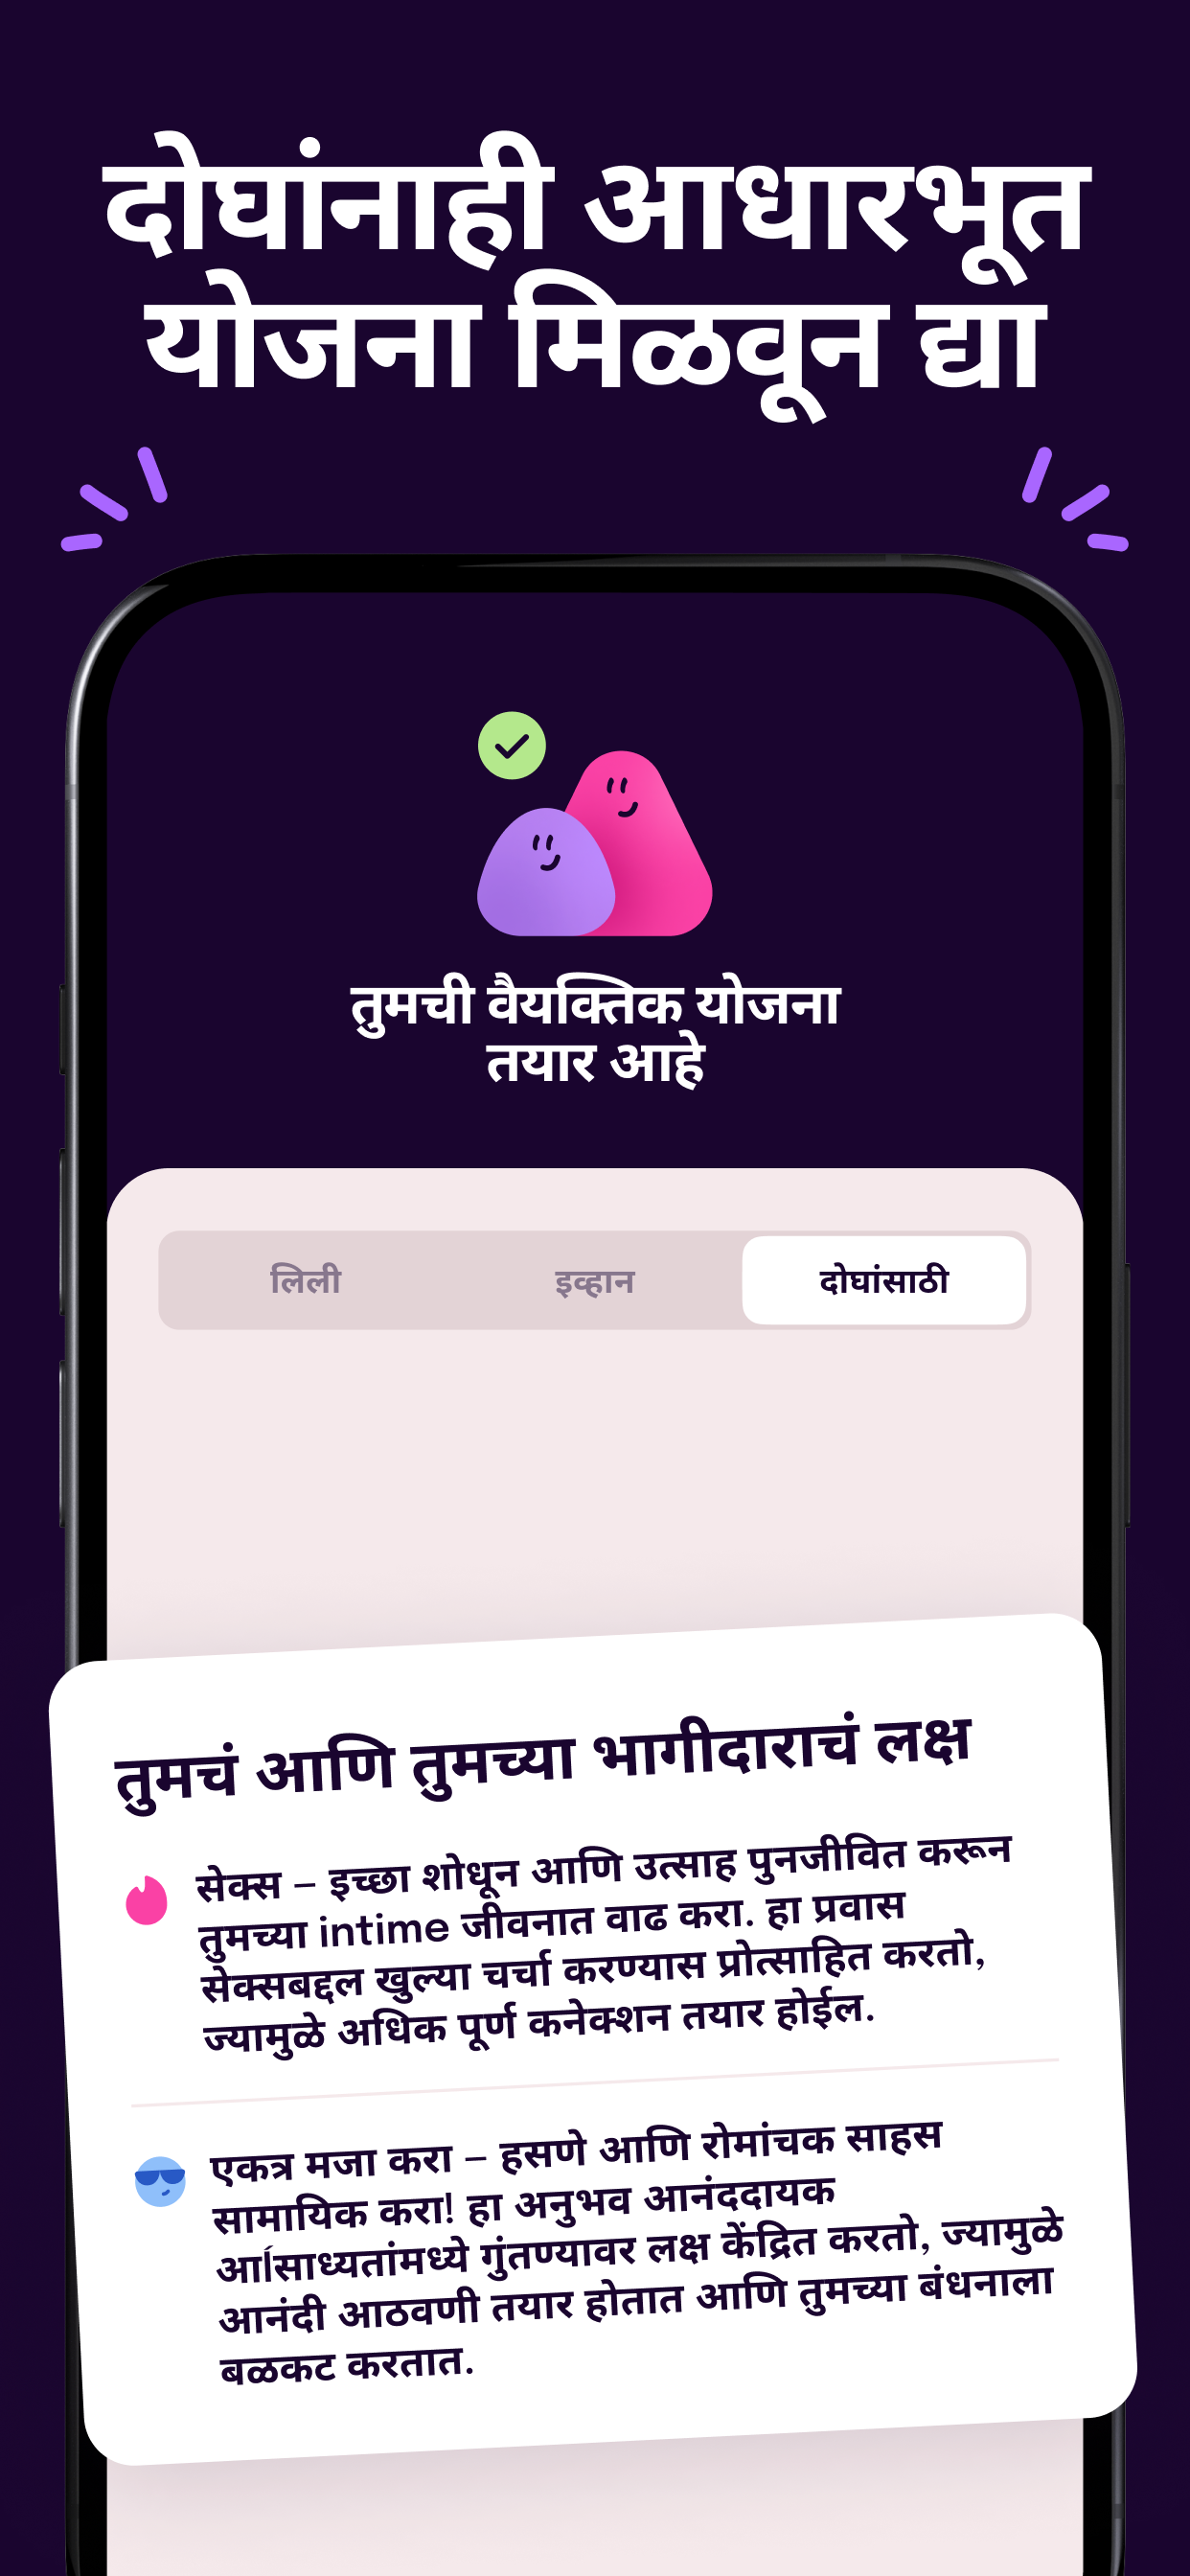 दोघांनाही आधारभूत
योजना मिळवून द्या
तुमची वैयक्तिक योजना
तयार आहे
लिली
इव्हान
दोघांसाठी
तुमचं आणि तुमच्या भागीदाराचं लक्ष
सेक्स – इच्छा शोधून आणि उत्साह पुनजीवित करून
तुमच्या intime जीवनात वाढ करा. हा प्रवास
सेक्सबद्दल खुल्या चर्चा करण्यास प्रोत्साहित करतो,
ज्यामुळे अधिक पूर्ण कनेक्शन तयार होईल.
एकत्र मजा करा – हसणे आणि रोमांचक साहस
सामायिक करा! हा अनुभव आनंददायक
आÍसाध्यतांमध्ये गुंतण्यावर लक्ष केंद्रित करतो, ज्यामुळे
आनंदी आठवणी तयार होतात आणि तुमच्या बंधनाला
बळकट करतात.